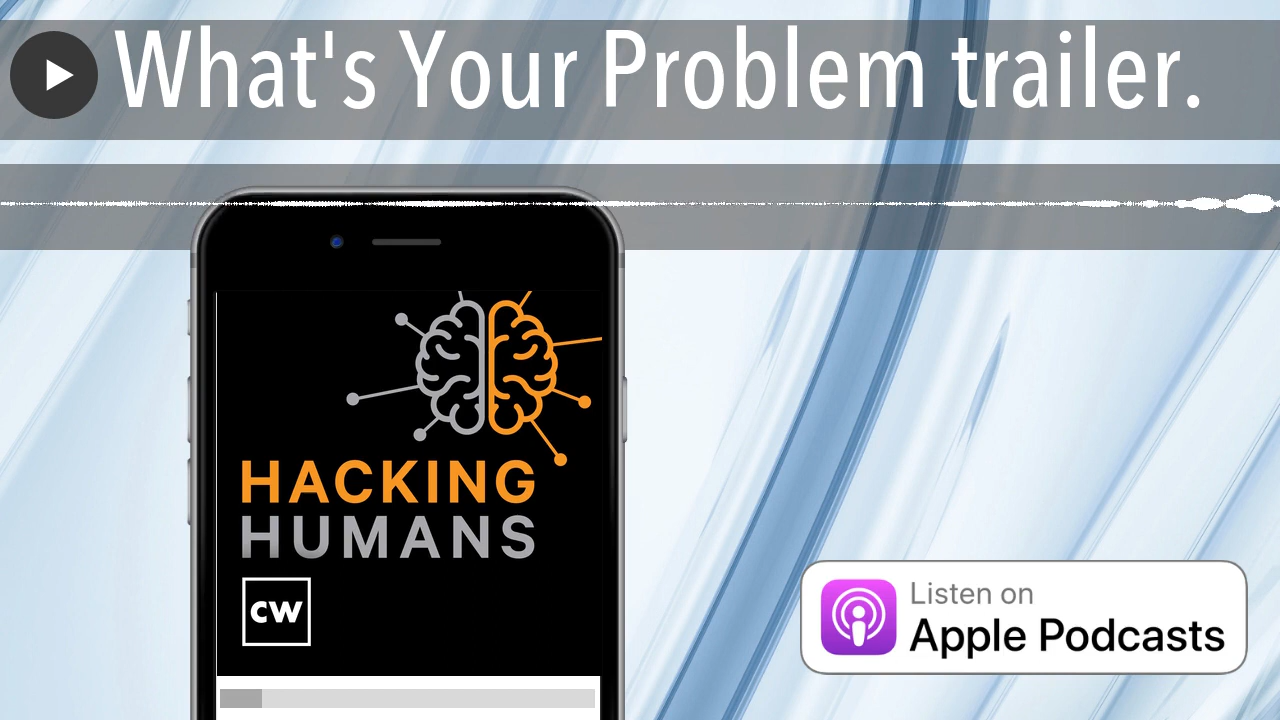 What's Your Problem trailer.
HACKING
HUMANS
CW
Listen on
Apple Podcasts